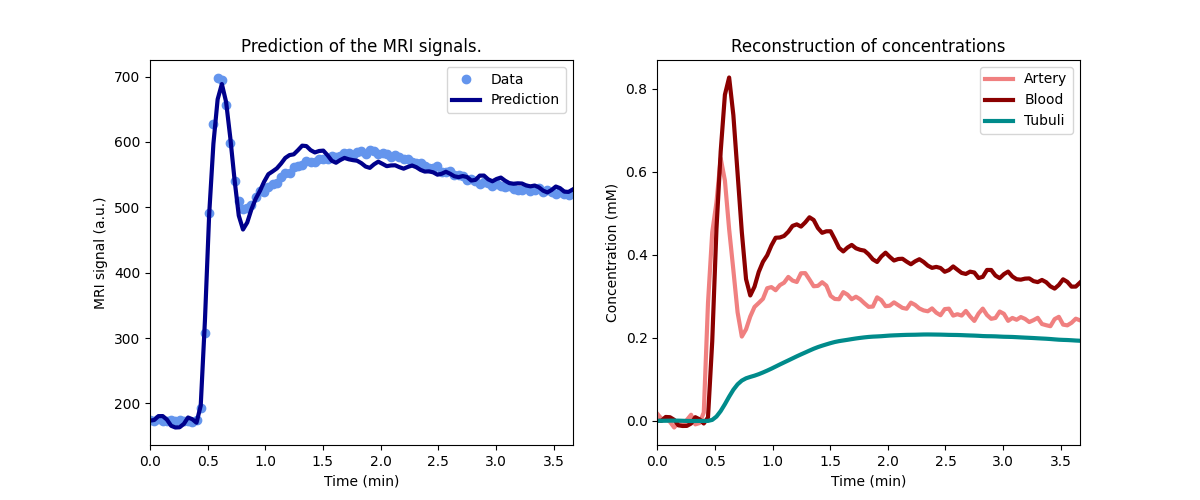 Prediction of the MRI signals.
MRI signal (a.u.)
700
600
500
400
300
200
Data
Prediction
0.0 0.5 1.0 1.5 2.0 2.5 3.0 3.5
Time (min)
Reconstruction of concentrations
Concentration (mM)
0.8
0.6
0.4
0.2
0.0
Artery
Blood
Tubuli
0.0 0.5 1.0 1.5 2.0 2.5 3.0 3.5
Time (min)